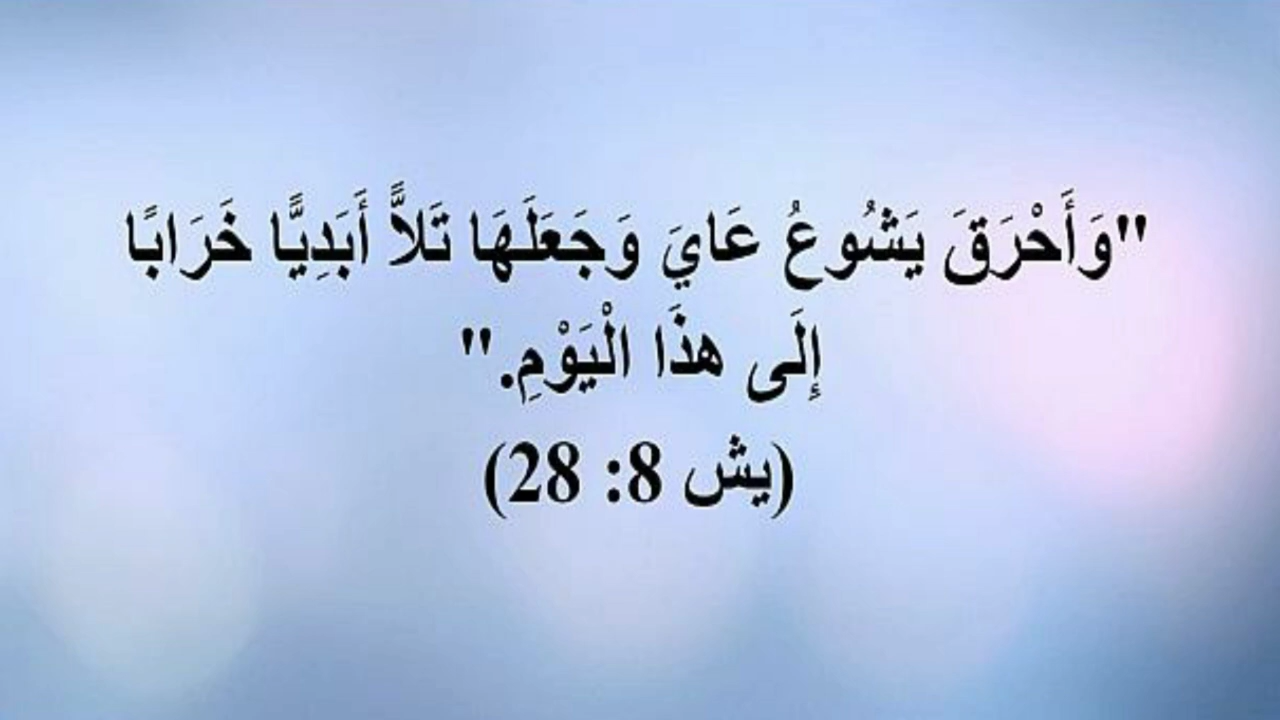 "وَأَحْرَقَ يَشُوعُ عَايَ وَجَعَلَهَا تَلاًّ أَبَدِيًّا خَرَابًا
إِلَى هذَا الْيَوْمِ."
(يش 8: 28)